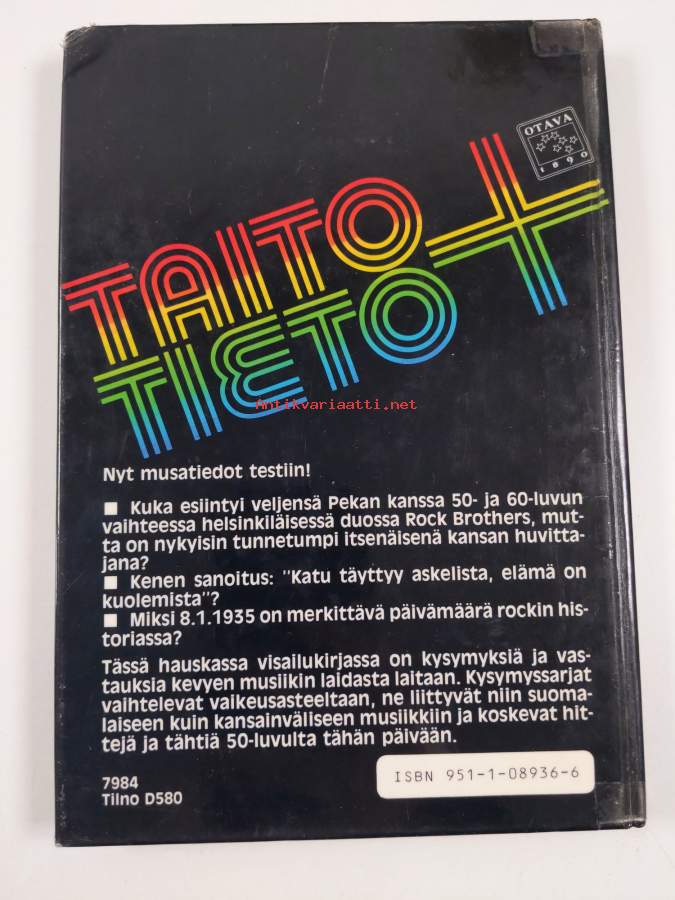 OTAVA
1890
TAITO
TIETO
Antikvariaatti.net
Nyt musatiedot testiin!
■ Kuka esiintyi veljensä Pekan kanssa 50- ja 60-luvun
vaihteessa helsinkiläisessä duossa Rock Brothers, mut-
ta on nykyisin tunnetumpi itsenäisenä kansan huvitta-
jana?
■ Kenen sanoitus: "Katu täyttyy askelista, elämä on
kuolemista"?
■ Miksi 8.1.1935 on merkittävä päivämäärä rockin his-
toriassa?
Tässä hauskassa visailukirjassa on kysymyksiä ja vas-
tauksia kevyen musiikin laidasta laitaan. Kysymyssarjat
vaihtelevat vaikeusasteeltaan, ne liittyvät niin suoma-
laiseen kuin kansainväliseen musiikkiin ja koskevat hit-
tejä ja tähtiä 50-luvulta tähän päivään.
7984
Tilno D580
ISBN 951-1-08936-6